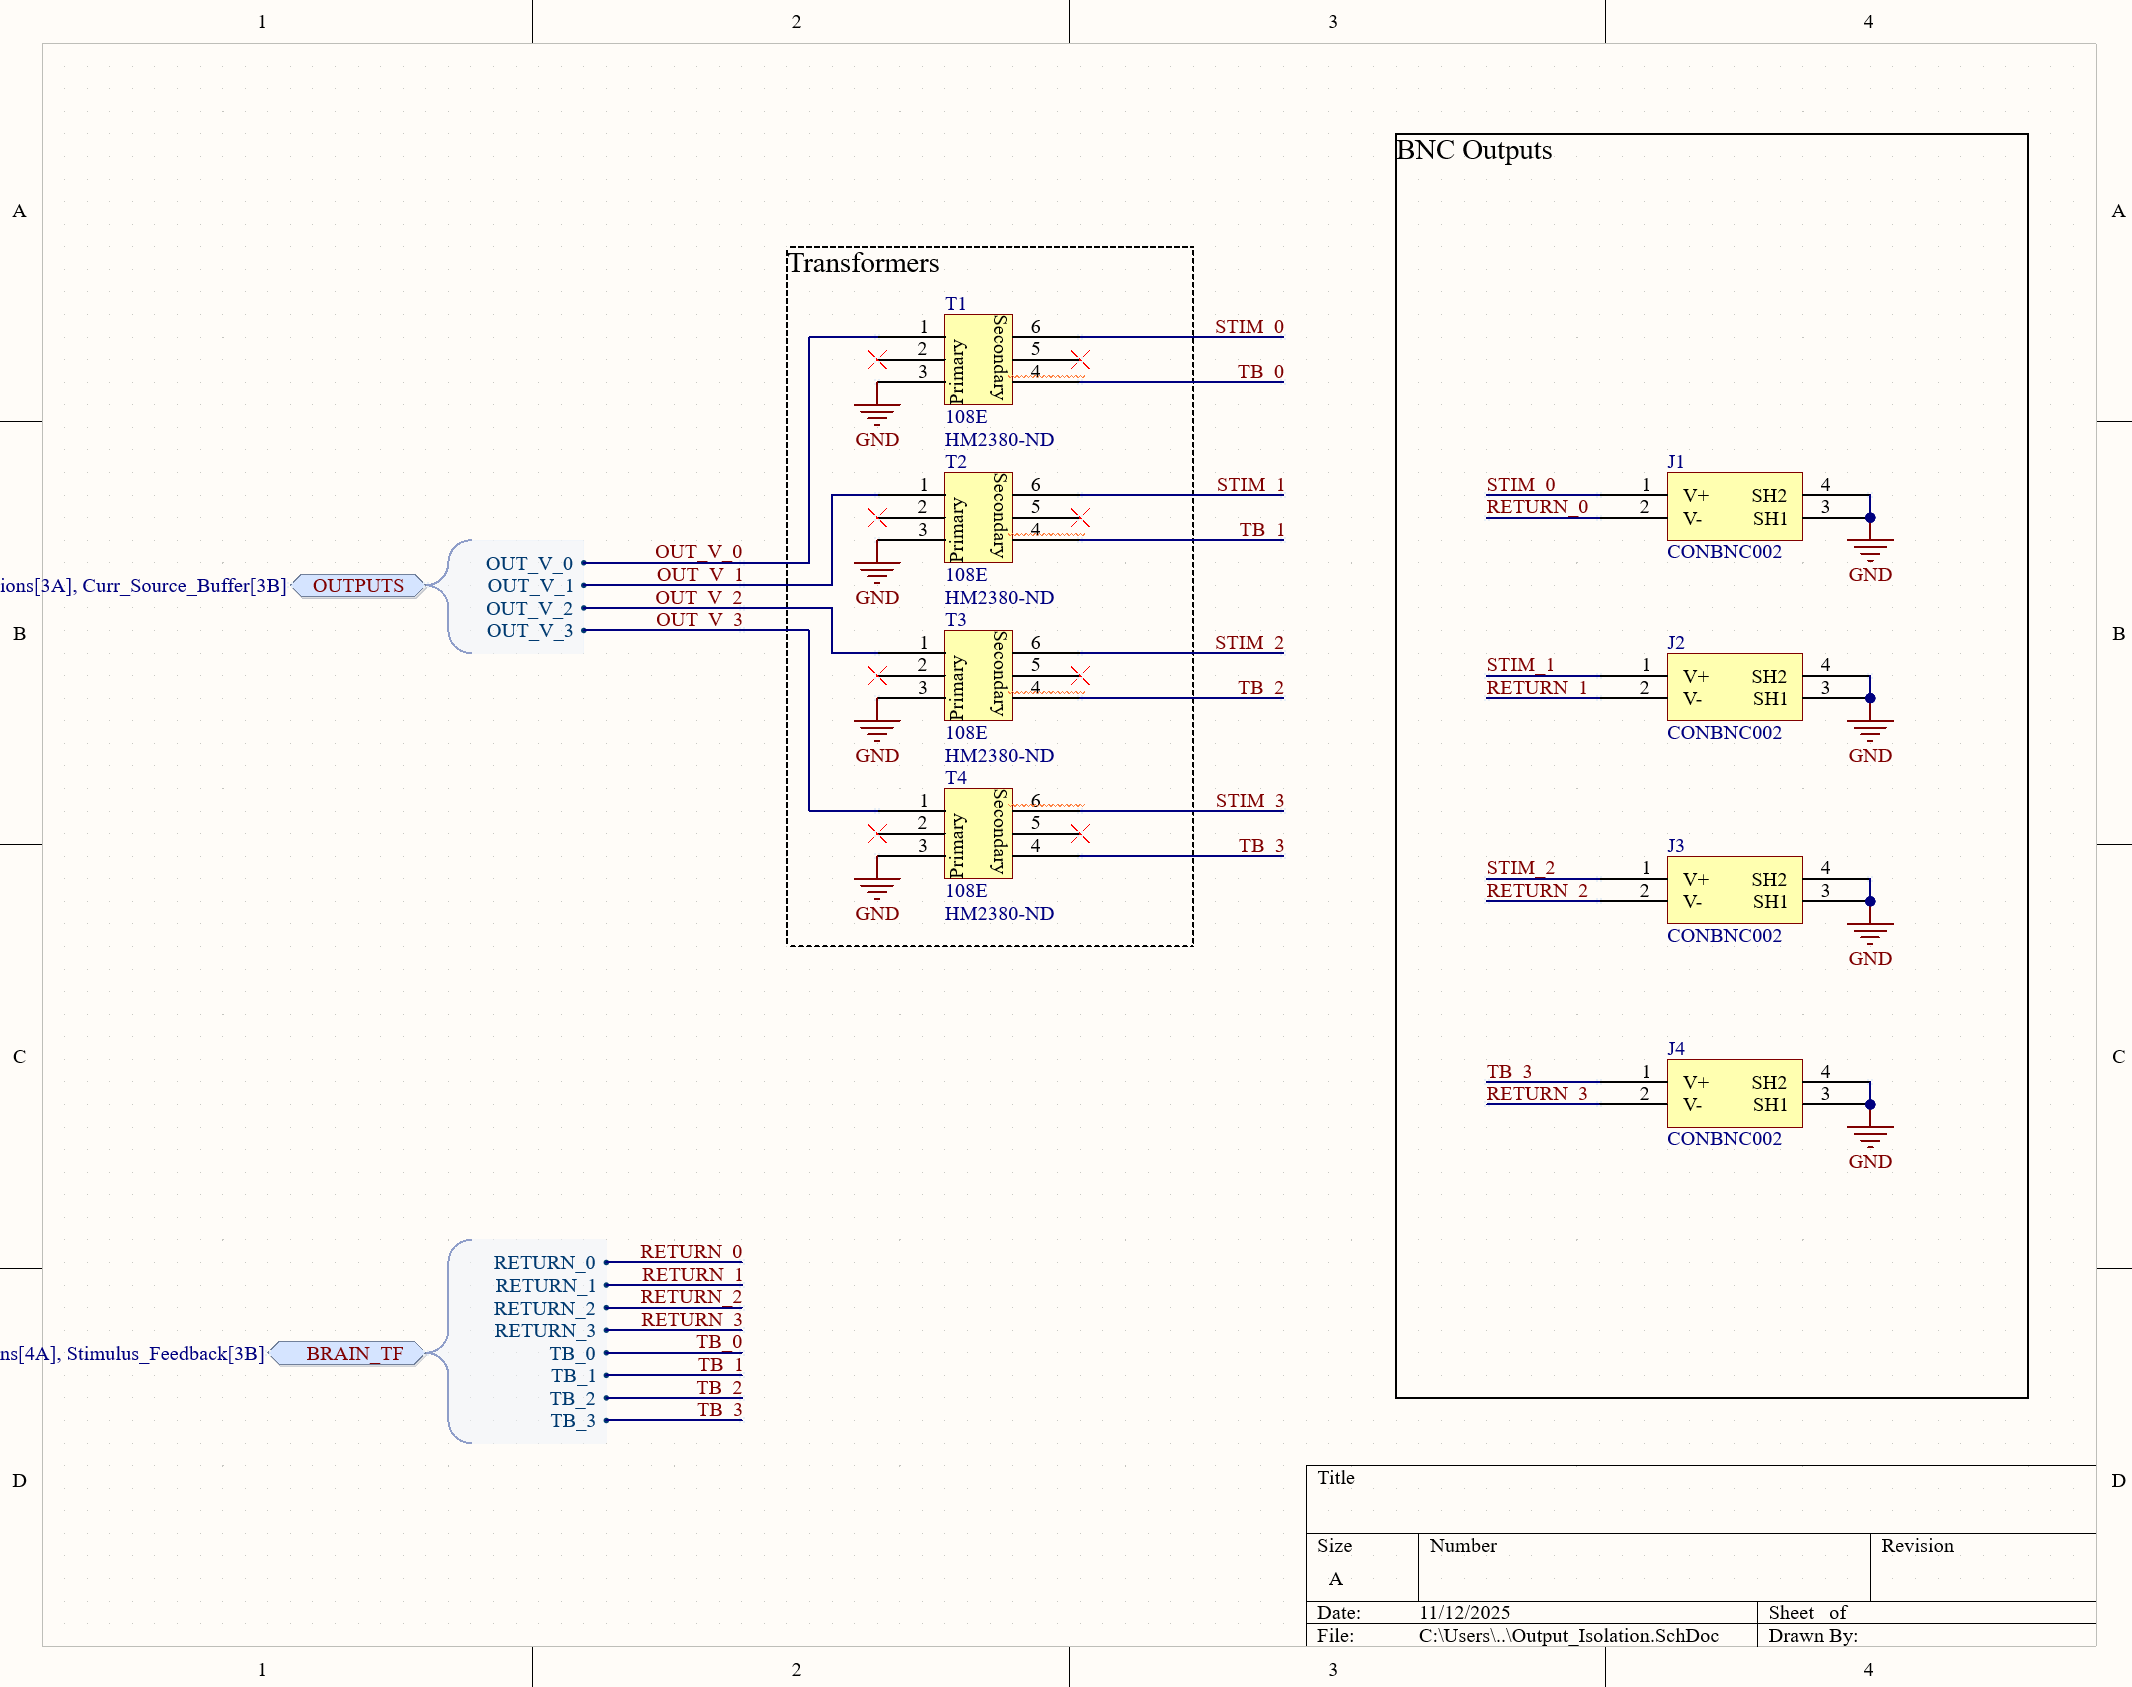 1 2 3 4
A A
B B
C C
D D
1 2 3 4
BNC Outputs
Transformers
T1
1 6 STIM_0
2 5
3 4 TB_0
Primary Secondary
GND
108E
HM2380-ND
T2
1 6 STIM_1
2 5
3 4 TB_1
Primary Secondary
GND
108E
HM2380-ND
T3
1 6 STIM_2
2 5
3 4 TB_2
Primary Secondary
GND
108E
HM2380-ND
T4
1 6 STIM_3
2 5
3 4 TB_3
Primary Secondary
GND
108E
HM2380-ND
ions[3A], Curr_Source_Buffer[3B] OUTPUTS
OUT_V_0 OUT_V_0
OUT_V_1 OUT_V_1
OUT_V_2 OUT_V_2
OUT_V_3 OUT_V_3
J1
STIM_0 1 V+ SH2 4
RETURN_0 2 V- SH1 3
CONBNC002
GND
J2
STIM_1 1 V+ SH2 4
RETURN_1 2 V- SH1 3
CONBNC002
GND
J3
STIM_2 1 V+ SH2 4
RETURN_2 2 V- SH1 3
CONBNC002
GND
J4
TB_3 1 V+ SH2 4
RETURN_3 2 V- SH1 3
CONBNC002
GND
ns[4A], Stimulus_Feedback[3B] BRAIN_TF
RETURN_0 RETURN_0
RETURN_1 RETURN_1
RETURN_2 RETURN_2
RETURN_3 RETURN_3
TB_0 TB_0
TB_1 TB_1
TB_2 TB_2
TB_3 TB_3
Title
Size Number Revision
A
Date: 11/12/2025 Sheet of
File: C:\Users\..\Output_Isolation.SchDoc Drawn By: